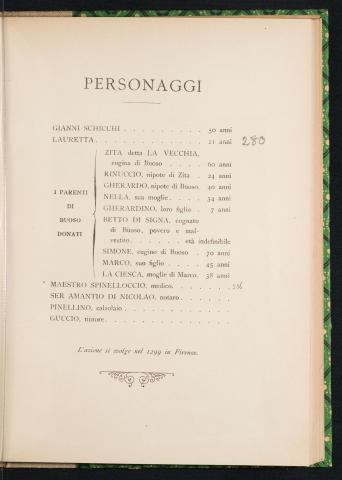 PERSONAGGI
GIANNI SCHICCHI . . . . . . . . . 50 anni
LAURETTA . . . . . . . . . . . . 21 anni 280
I PARENTI
DI
BUOSO
DONATI
ZITA detta LA VECCHIA,
cugina di Buoso . . . . 60 anni
RINUCCIO, nipote di Zita . . 24 anni
GHERARDO, nipote di Buoso. 40 anni
NELLA, sua moglie . . . . 34 anni
GHERARDINO, loro figlio . . 7 anni
BETTO DI SIGNA, cognato
di Buoso, povero e mal-
vestito. . . . . . età indefinibile
SIMONE, cugino di Buoso . . 70 anni
MARCO, suo figlio . . . . . 45 anni
LA CIESCA, moglie di Marco. 38 anni
MAESTRO SPINELLOCCIO, medico. . . . . .
SER AMANTIO DI NICOLAO, notaro. . . . . .
PINELLINO, calzolaio . . . . . . . . . .
GUCCIO, tintore. . . . . . . . . . . . .
L'azione si svolge nel 1299 in Firenze.